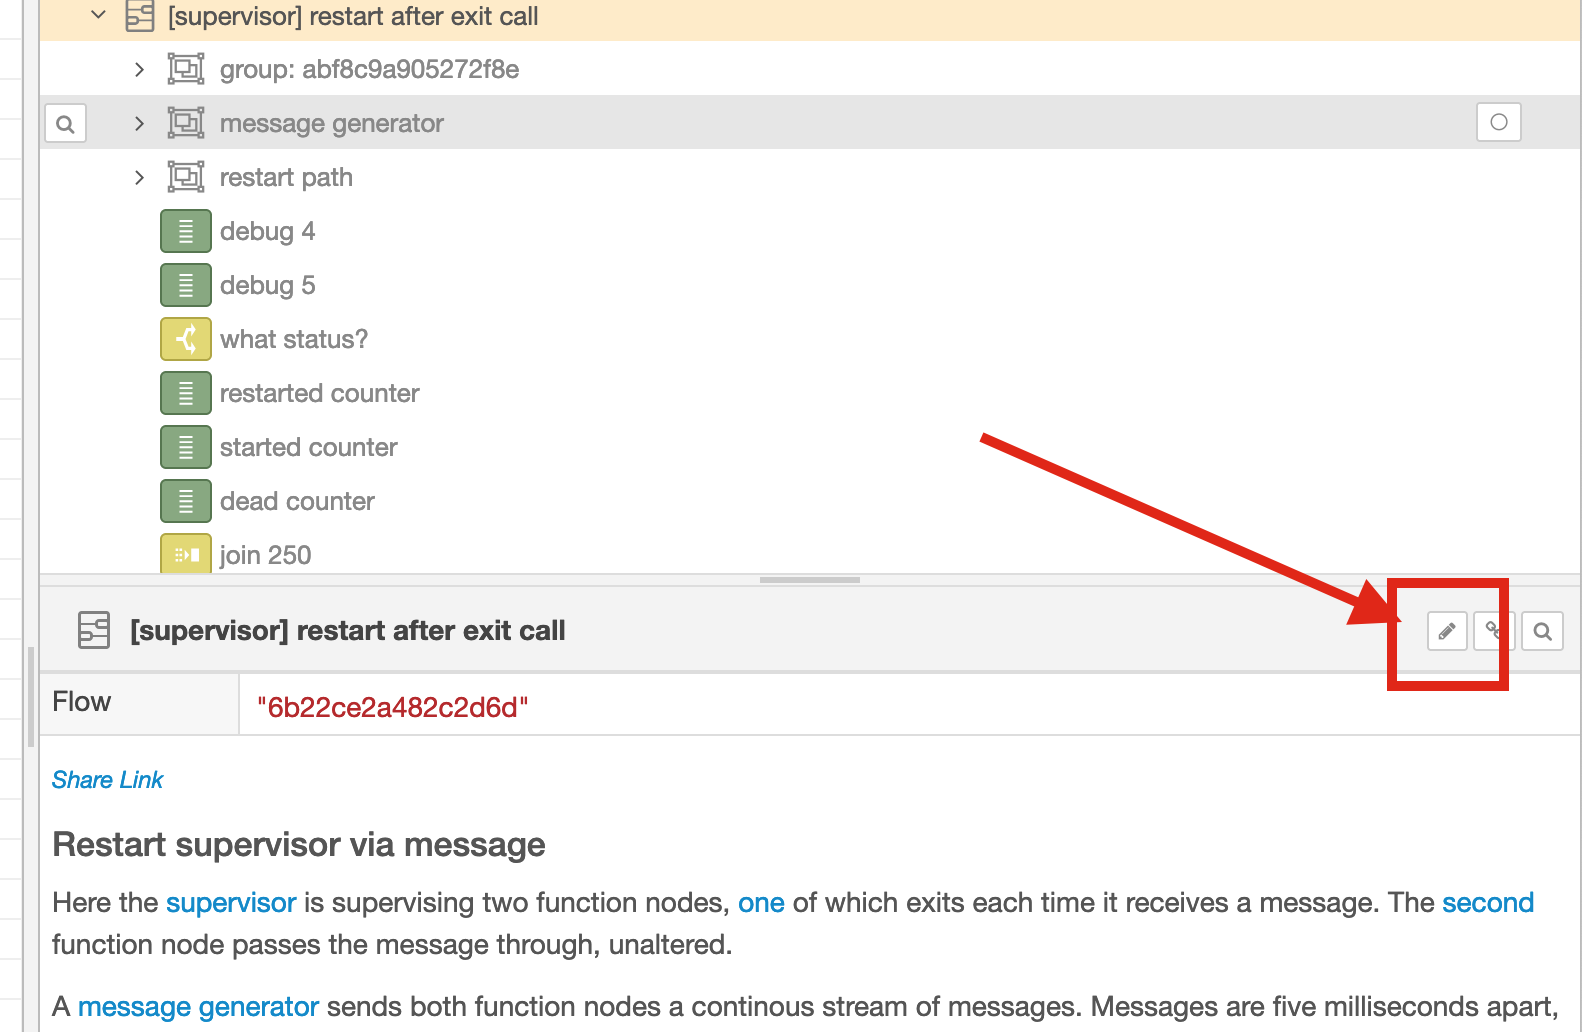 [supervisor] restart after exit call
group: abf8c9a905272f8e
message generator
restart path
debug 4
debug 5
what status?
restarted counter
started counter
dead counter
join 250
[supervisor] restart after exit call
Flow "6b22ce2a482c2d6d"
Share Link
Restart supervisor via message
Here the supervisor is supervising two function nodes, one of which exits each time it receives a message. The second
function node passes the message through, unaltered.
A message generator sends both function nodes a continous stream of messages. Messages are five milliseconds apart,